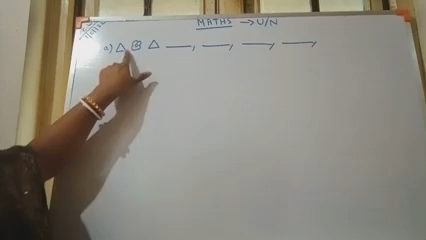 MATHS → U/N
a) △ Ⓑ △ ___, ___, ___, ___,